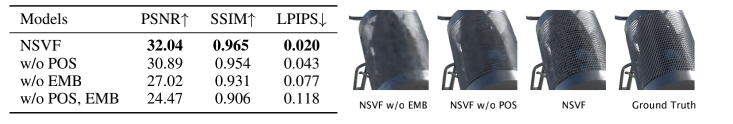 Models PSNR↑ SSIM↑ LPIPS↓
NSVF 32.04 0.965 0.020
w/o POS 30.89 0.954 0.043
w/o EMB 27.02 0.931 0.077
w/o POS, EMB 24.47 0.906 0.118
NSVF w/o EMB NSVF w/o POS NSVF Ground Truth